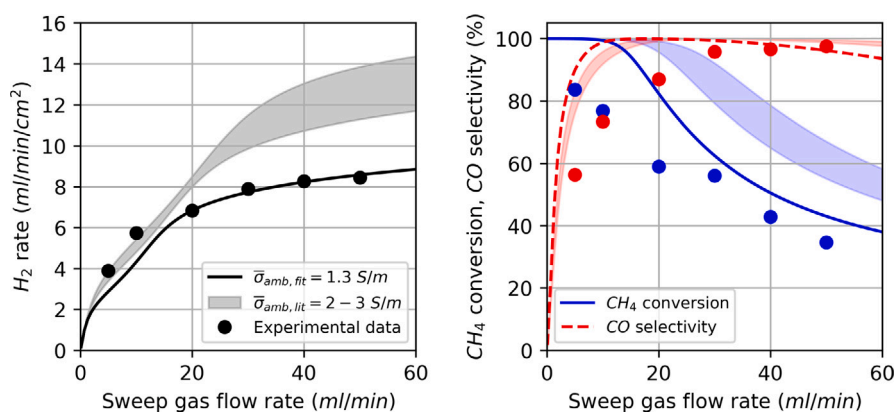 H₂ rate (ml/min/cm²)
16
14
12
10
8
6
4
2
0
0
20
40
60
Sweep gas flow rate (ml/min)
σ̅amb, fit = 1.3 S/m
σ̅amb, lit = 2 − 3 S/m
Experimental data
CH₄ conversion, CO selectivity (%)
100
80
60
40
20
0
0
20
40
60
Sweep gas flow rate (ml/min)
CH₄ conversion
CO selectivity